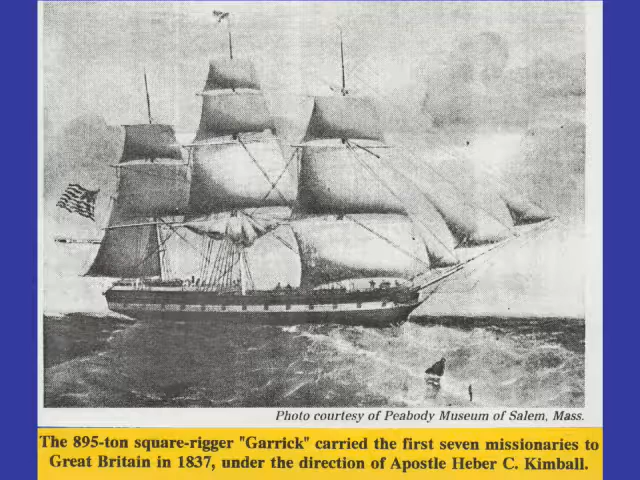 Photo courtesy of Peabody Museum of Salem, Mass.
The 895-ton square-rigger "Garrick" carried the first seven missionaries to
Great Britain in 1837, under the direction of Apostle Heber C. Kimball.